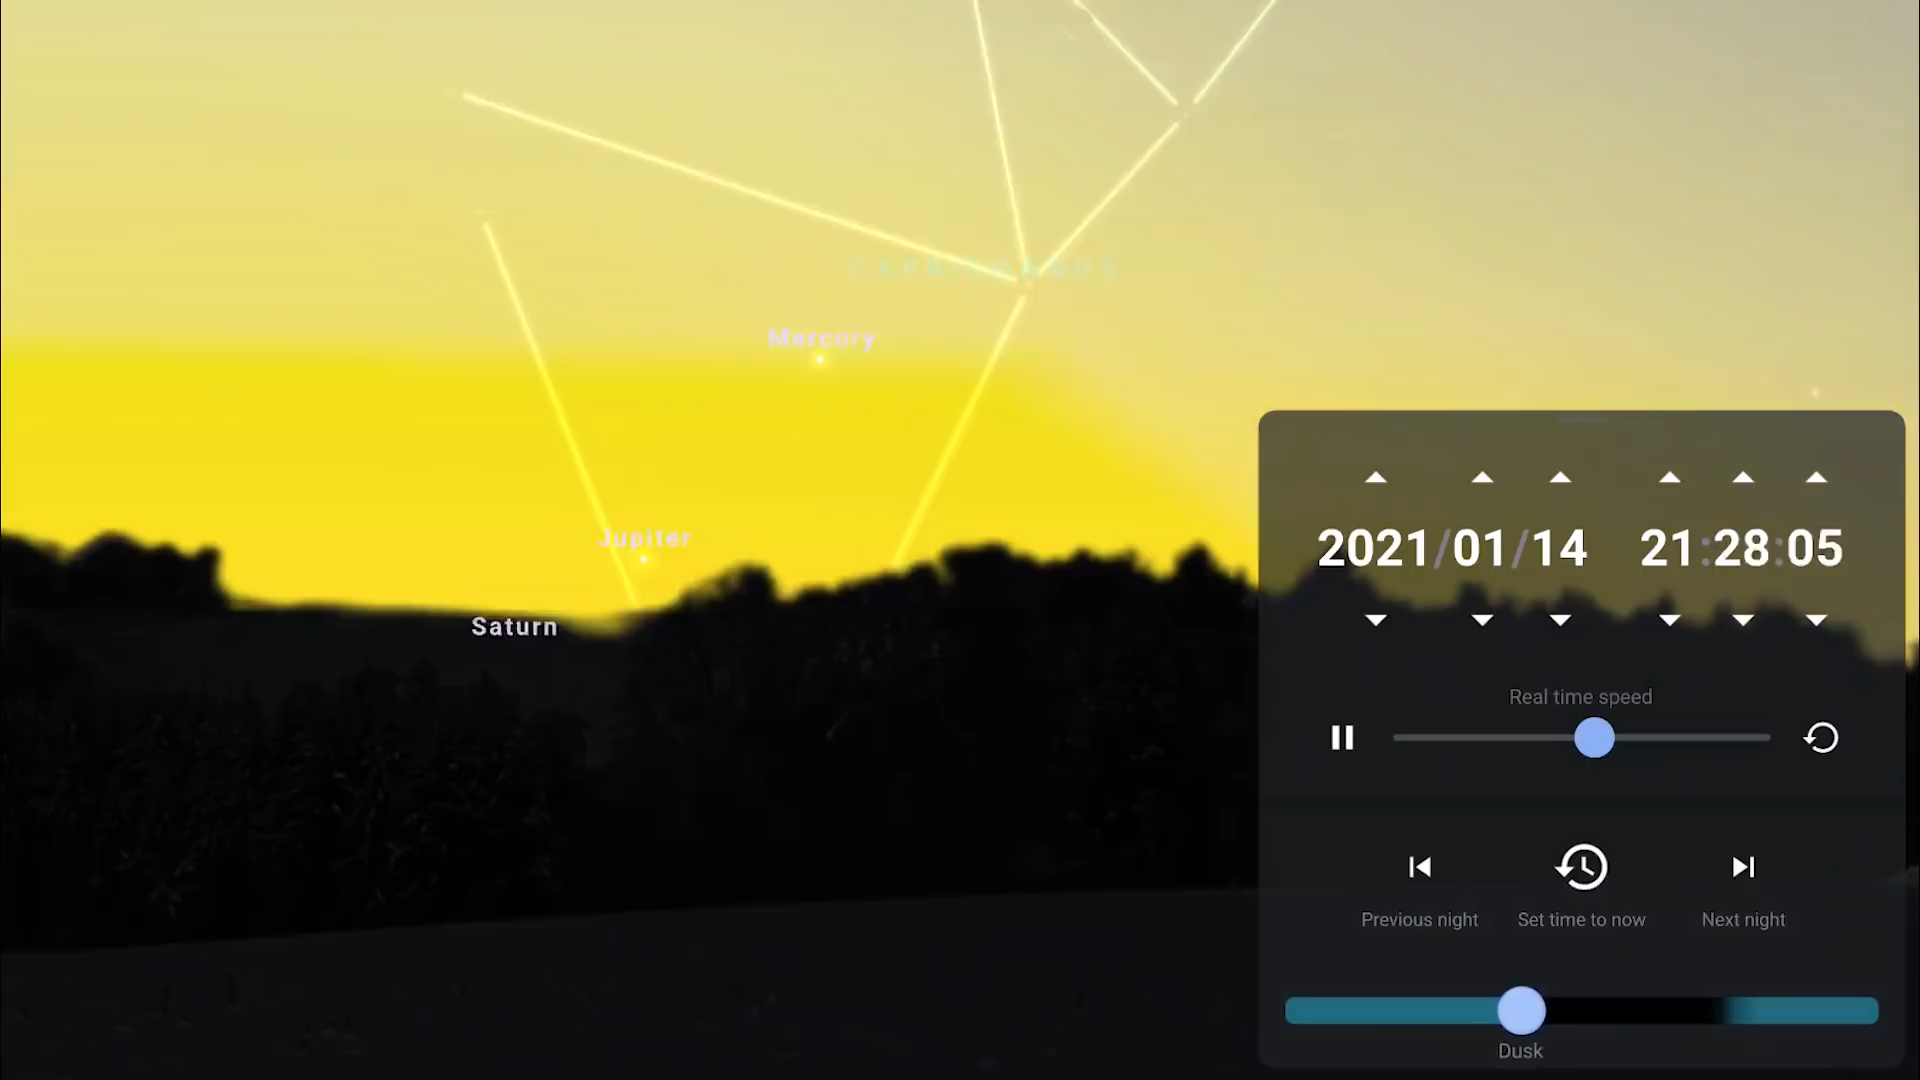 CAPRICORNUS
Mercury
Jupiter
Saturn
2021/01/14 21:28:05
Real time speed
Previous night Set time to now Next night
Dusk